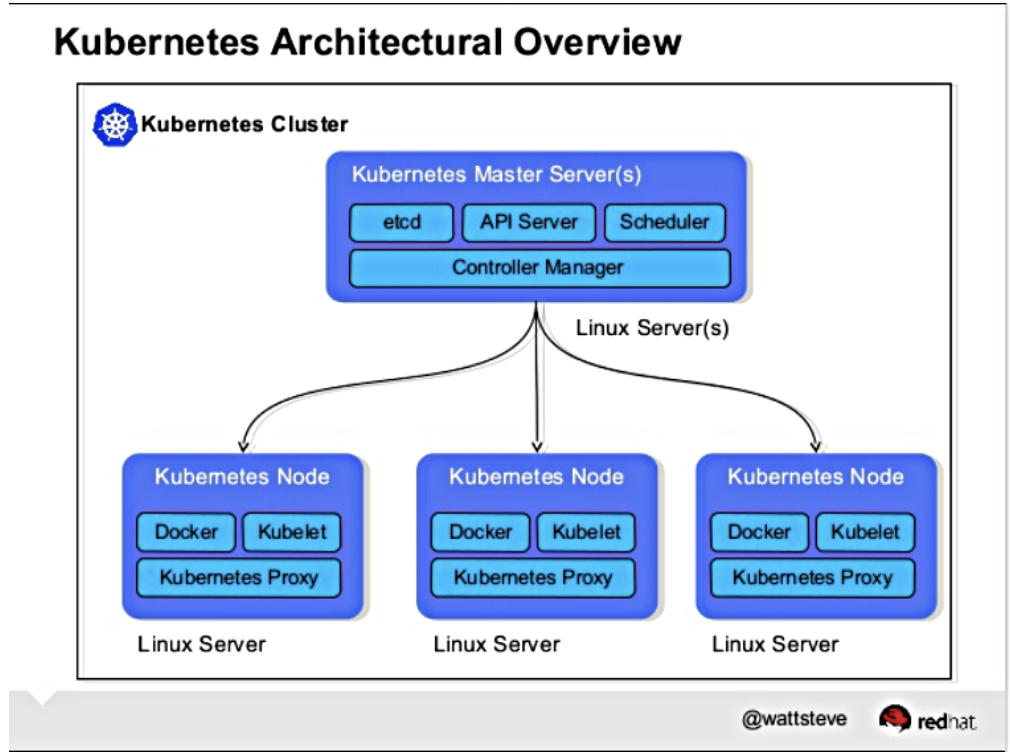 Kubernetes Architectural Overview
Kubernetes Cluster
Kubernetes Master Server(s)
etcd
API Server
Scheduler
Controller Manager
Linux Server(s)
Kubernetes Node
Docker
Kubelet
Kubernetes Proxy
Linux Server
Kubernetes Node
Docker
Kubelet
Kubernetes Proxy
Linux Server
Kubernetes Node
Docker
Kubelet
Kubernetes Proxy
Linux Server
@wattsteve
redhat.